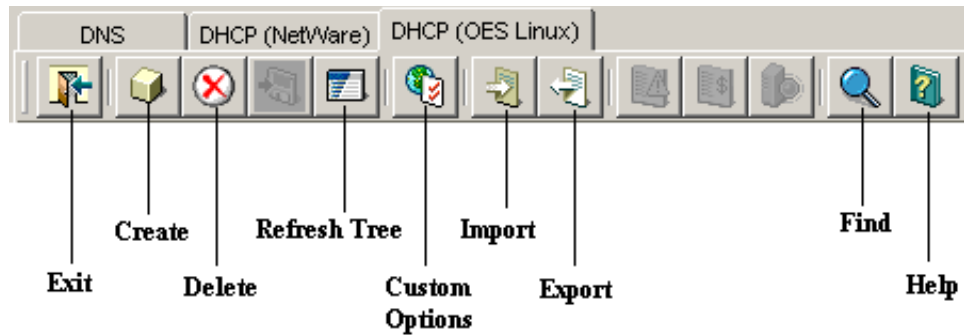 DNS
DHCP (NetWare)
DHCP (OES Linux)
Create
Refresh Tree
Import
Find
Exit
Delete
Custom
Options
Export
Help